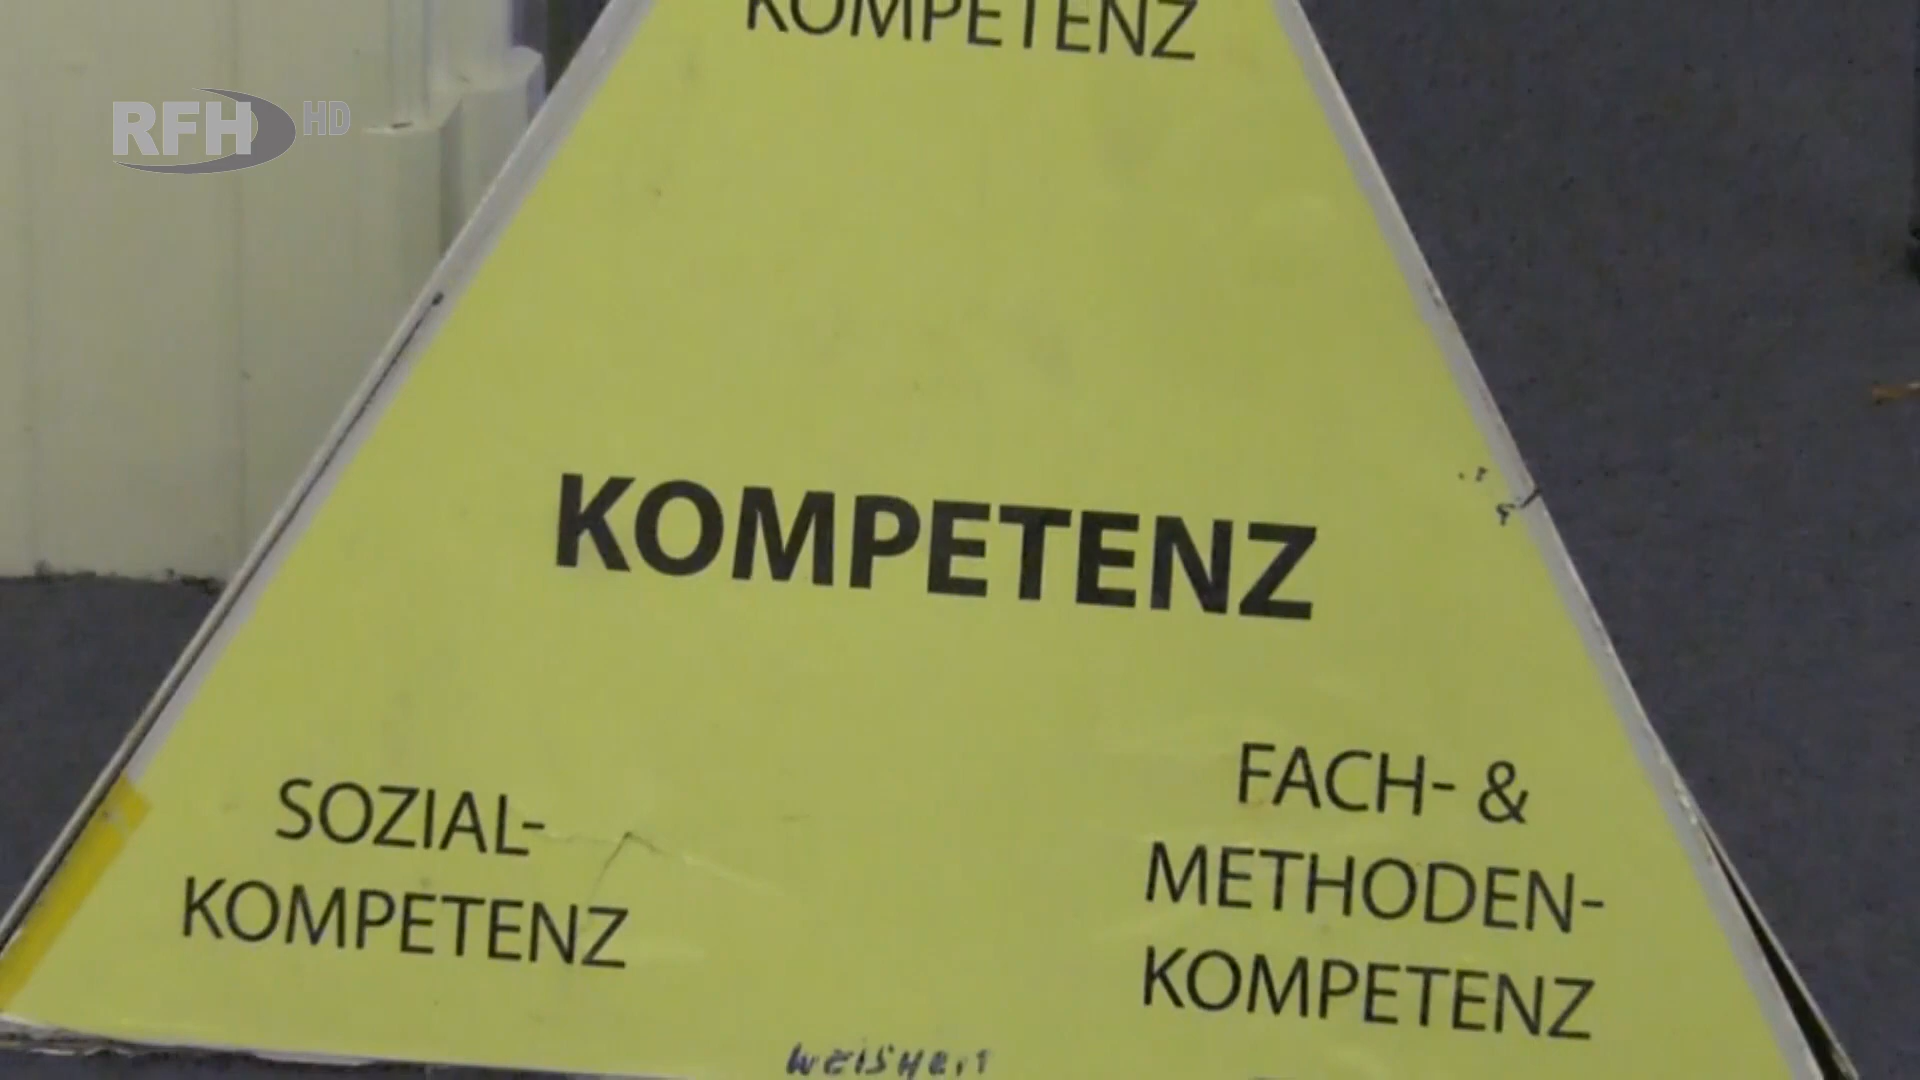 KOMPETENZ
RFH HD
KOMPETENZ
SOZIAL-
KOMPETENZ
FACH- &
METHODEN-
KOMPETENZ
WEISHEIT